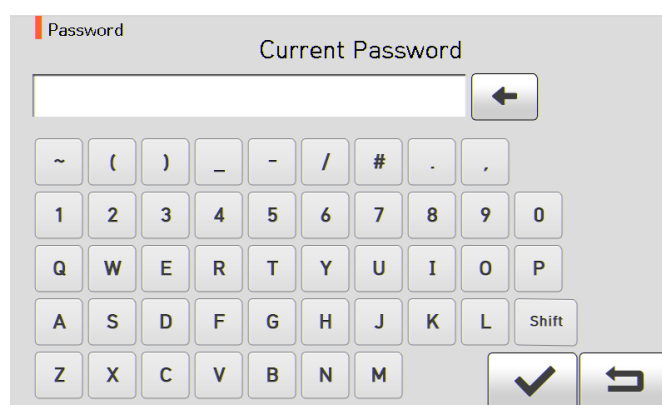 Password
Current Password
~ ( ) _ - / # . ,
1 2 3 4 5 6 7 8 9 0
Q W E R T Y U I O P
A S D F G H J K L Shift
Z X C V B N M